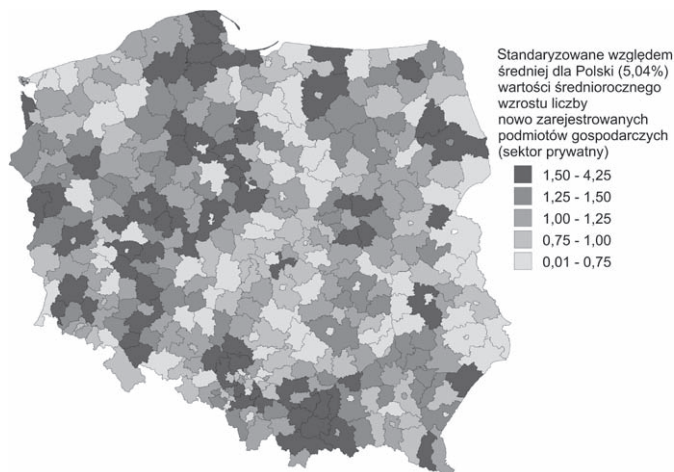 Standaryzowane względem
średniej dla Polski (5,04%)
wartości średniorocznego
wzrostu liczby
nowo zarejestrowanych
podmiotów gospodarczych
(sektor prywatny)
1,50 - 4,25
1,25 - 1,50
1,00 - 1,25
0,75 - 1,00
0,01 - 0,75